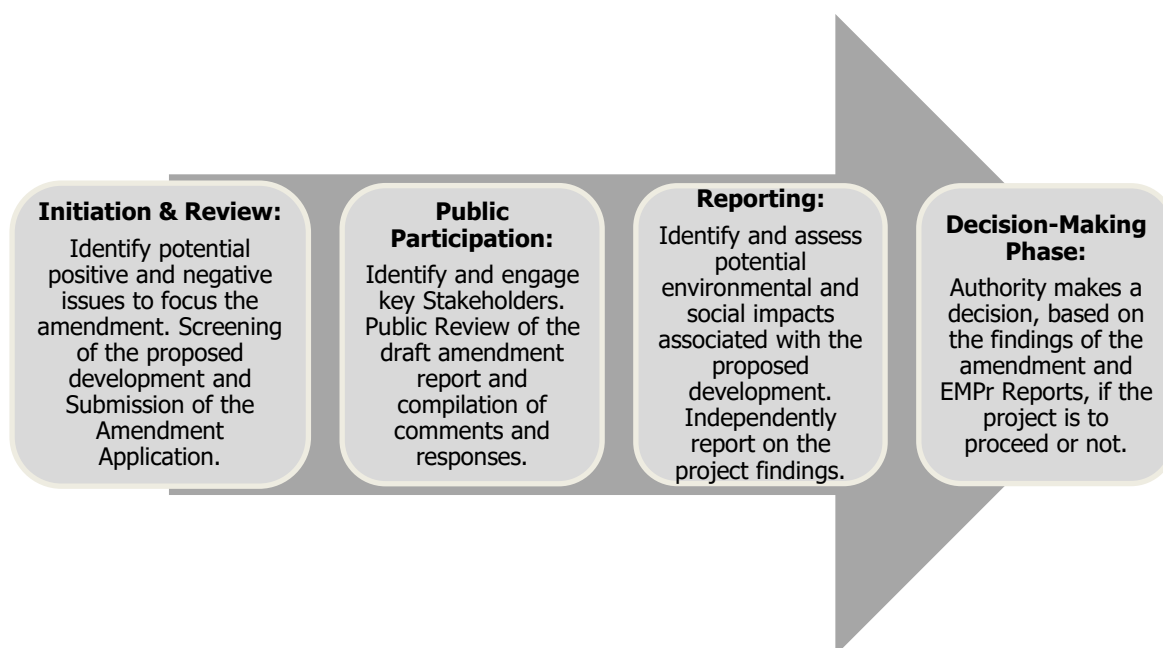 Initiation & Review:
Identify potential
positive and negative
issues to focus the
amendment. Screening
of the proposed
development and
Submission of the
Amendment
Application.
Public
Participation:
Identify and engage
key Stakeholders.
Public Review of the
draft amendment
report and
compilation of
comments and
responses.
Reporting:
Identify and assess
potential
environmental and
social impacts
associated with the
proposed
development.
Independently
report on the
project findings.
Decision-Making
Phase:
Authority makes a
decision, based on
the findings of the
amendment and
EMPr Reports, if the
project is to
proceed or not.